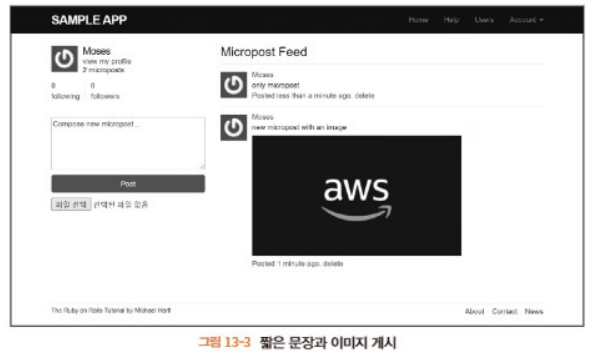 SAMPLE APP
Home Help Users Account
Moses
view my profile
2 microposts
0 following
0 followers
Compose new micropost...
Post
파일 선택 선택된 파일 없음
Micropost Feed
Moses
only micropost
Posted less than a minute ago. delete
Moses
new micropost with an image
aws
Posted 1 minute ago. delete
The Ruby on Rails Tutorial by Michael Hartl
About Contact News
그림 13-3 짧은 문장과 이미지 게시